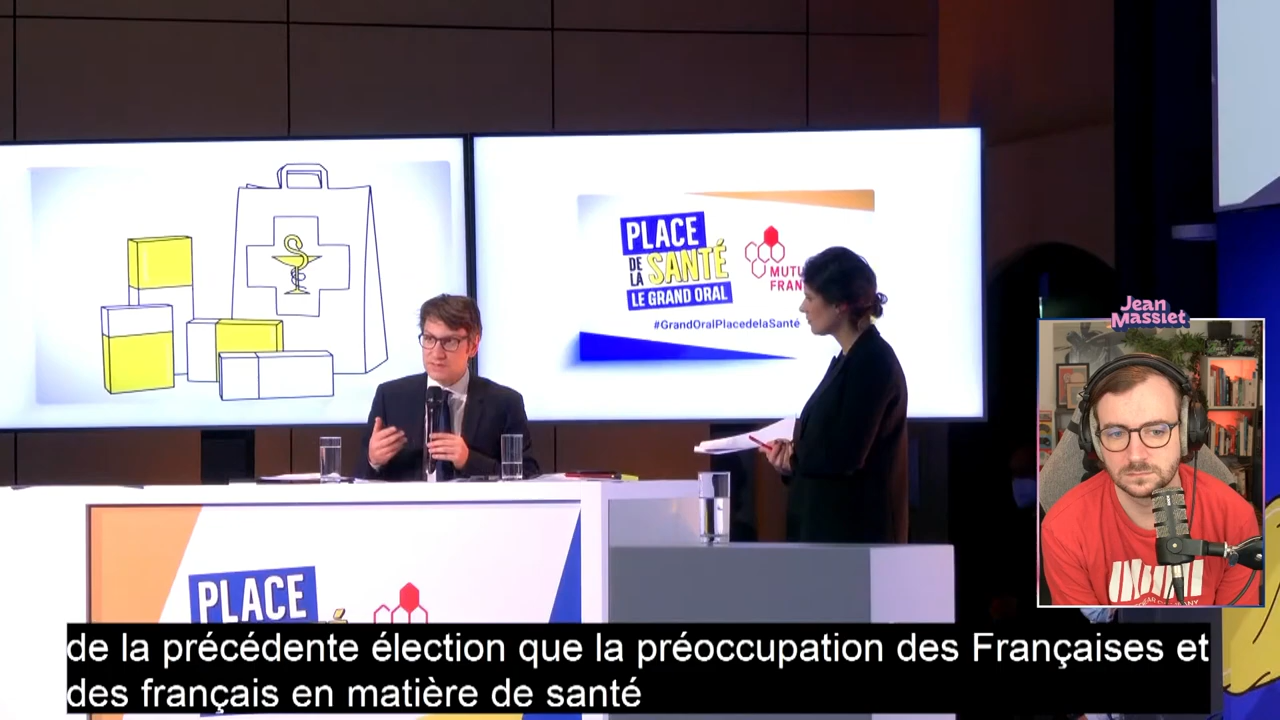 PLACE
DE
LA SANTÉ
LE GRAND ORAL
MUTU
FRAN
#GrandOralPlacedelaSanté
Jean
Massiet
PLACE
de la précédente élection que la préoccupation des Françaises et
des français en matière de santé